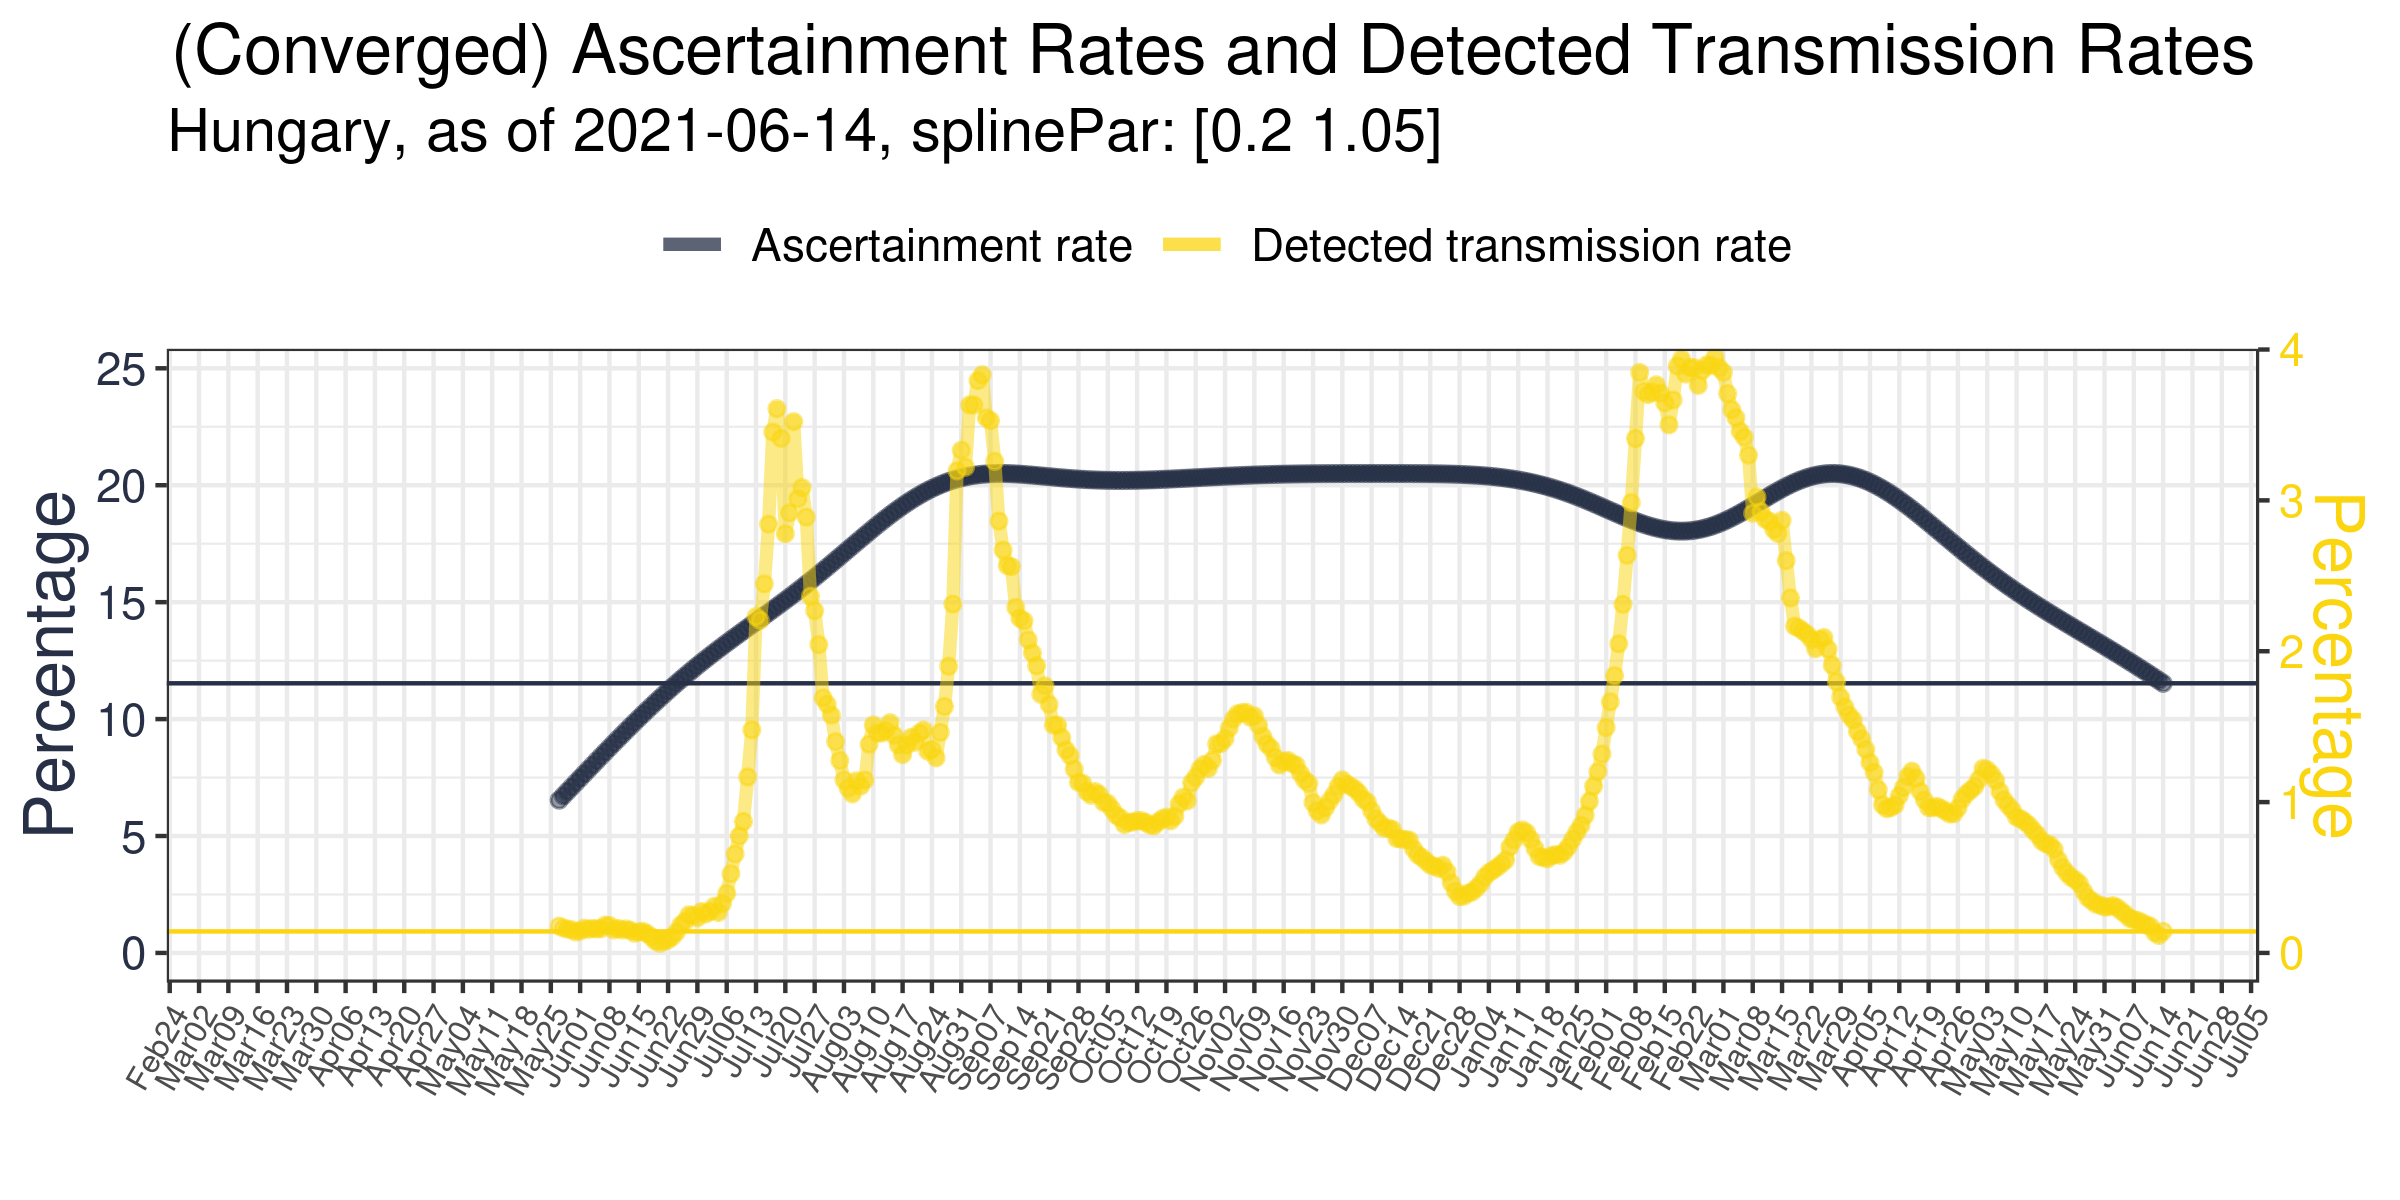 (Converged) Ascertainment Rates and Detected Transmission Rates
Hungary, as of 2021-06-14, splinePar: [0.2 1.05]
Ascertainment rate
Detected transmission rate
Percentage
25
20
15
10
5
0
4
3
2
1
0
Percentage
Feb24
Mar02
Mar09
Mar16
Mar23
Mar30
Apr06
Apr13
Apr20
Apr27
May04
May11
May18
May25
Jun01
Jun08
Jun15
Jun22
Jun29
Jul06
Jul13
Jul20
Jul27
Aug03
Aug10
Aug17
Aug24
Aug31
Sep07
Sep14
Sep21
Sep28
Oct05
Oct12
Oct19
Oct26
Nov02
Nov09
Nov16
Nov23
Nov30
Dec07
Dec14
Dec21
Dec28
Jan04
Jan11
Jan18
Jan25
Feb01
Feb08
Feb15
Feb22
Mar01
Mar08
Mar15
Mar22
Mar29
Apr05
Apr12
Apr19
Apr26
May03
May10
May17
May24
May31
Jun07
Jun14
Jun21
Jun28
Jul05